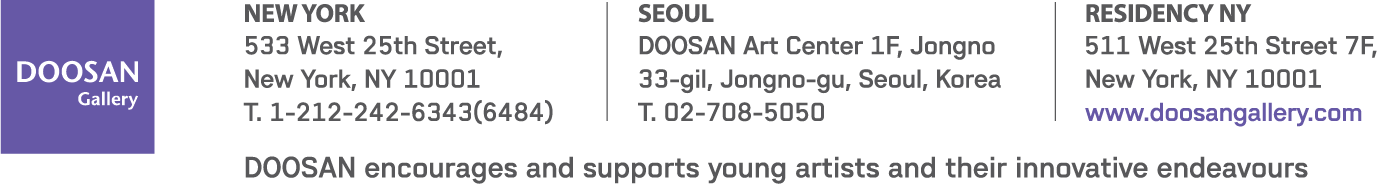 DOOSAN
Gallery
NEW YORK
533 West 25th Street,
New York, NY 10001
T. 1-212-242-6343(6484)
SEOUL
DOOSAN Art Center 1F, Jongno
33-gil, Jongno-gu, Seoul, Korea
T. 02-708-5050
RESIDENCY NY
511 West 25th Street 7F,
New York, NY 10001
www.doosangallery.com
DOOSAN encourages and supports young artists and their innovative endeavours